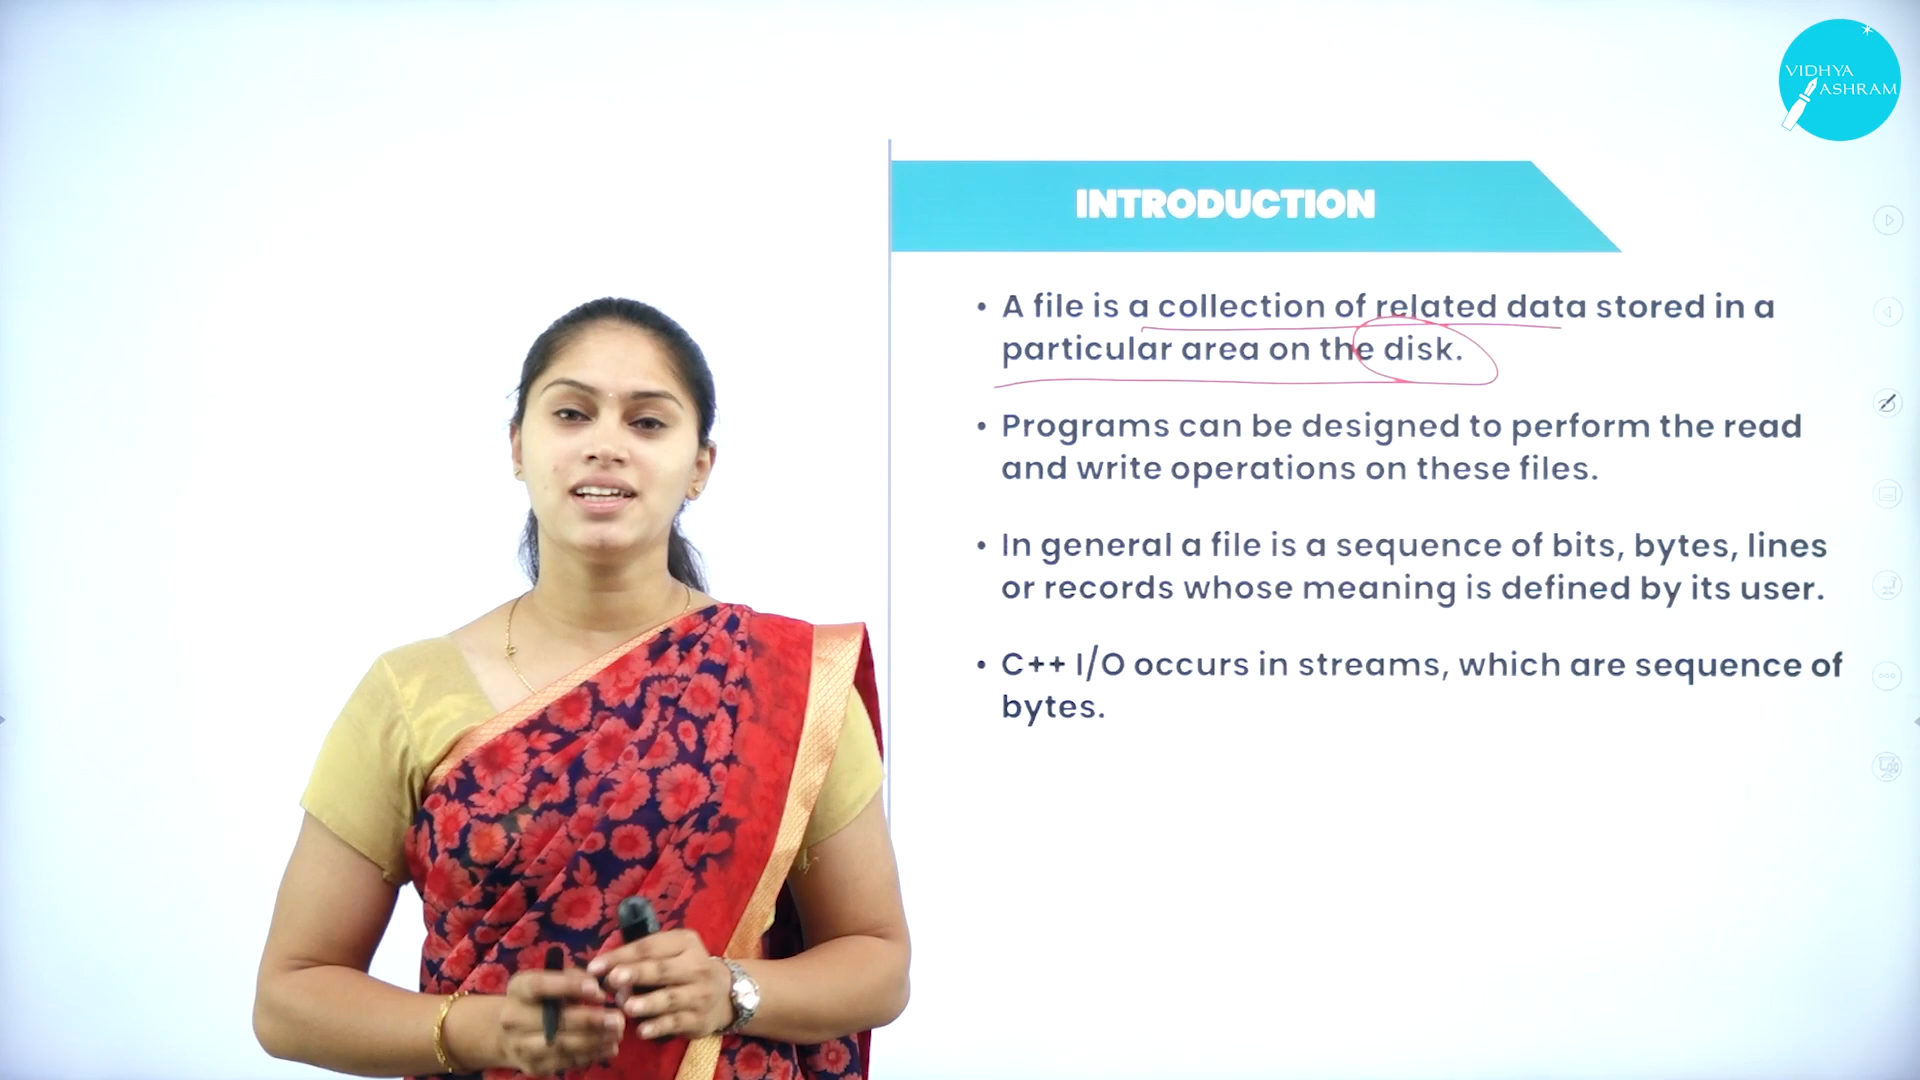 VIDHYA
ASHRAM
INTRODUCTION
• A file is a collection of related data stored in a
particular area on the disk.
• Programs can be designed to perform the read
and write operations on these files.
• In general a file is a sequence of bits, bytes, lines
or records whose meaning is defined by its user.
• C++ I/O occurs in streams, which are sequence of
bytes.